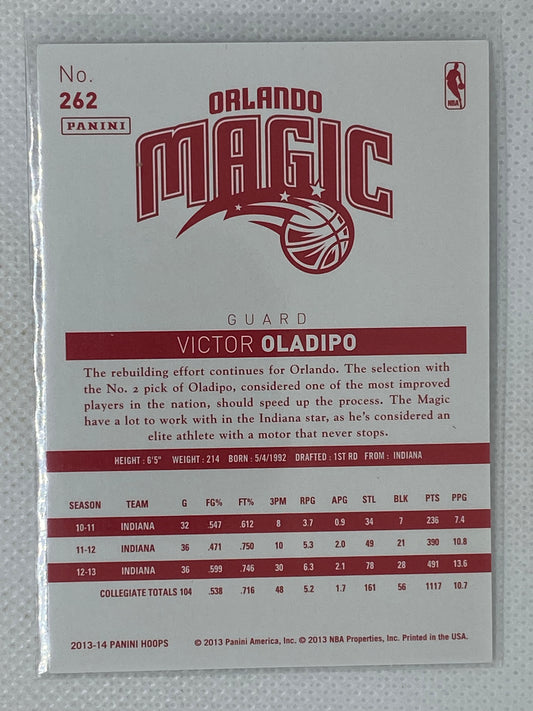 No.
262
PANINI
NBA
ORLANDO
MAGIC
GUARD
VICTOR OLADIPO
The rebuilding effort continues for Orlando. The selection with
the No. 2 pick of Oladipo, considered one of the most improved
players in the nation, should speed up the process. The Magic
have a lot to work with in the Indiana star, as he's considered an
elite athlete with a motor that never stops.
HEIGHT : 6'5" WEIGHT : 214 BORN : 5/4/1992 DRAFTED : 1ST RD FROM : INDIANA
SEASON TEAM G FG% FT% 3PM RPG APG STL BLK PTS PPG
10-11 INDIANA 32 .547 .612 8 3.7 0.9 34 7 236 7.4
11-12 INDIANA 36 .471 .750 10 5.3 2.0 49 21 390 10.8
12-13 INDIANA 36 .599 .746 30 6.3 2.1 78 28 491 13.6
COLLEGIATE TOTALS 104 .538 .716 48 5.2 1.7 161 56 1117 10.7
2013-14 PANINI HOOPS © 2013 Panini America, Inc. © 2013 NBA Properties, Inc. Printed in the USA.